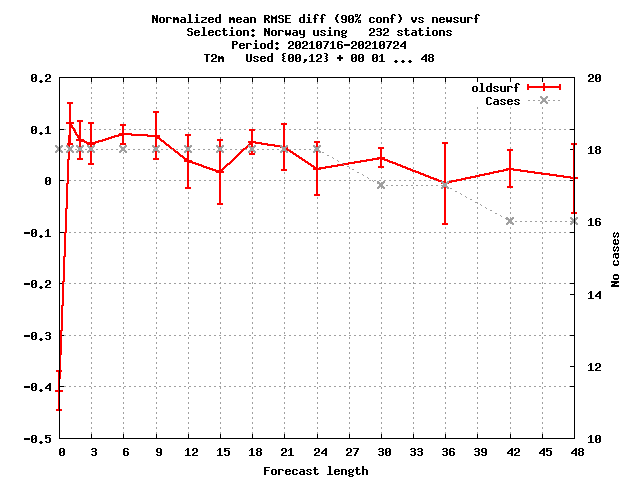 Normalized mean RMSE diff (90% conf) vs newsurf
Selection: Norway using   232 stations
Period: 20210716-20210724
T2m   Used {00,12} + 00 01 ... 48
oldsurf
Cases
0.2
0.1
0
-0.1
-0.2
-0.3
-0.4
-0.5
20
18
16
14
12
10
No cases
0 3 6 9 12 15 18 21 24 27 30 33 36 39 42 45 48
Forecast length